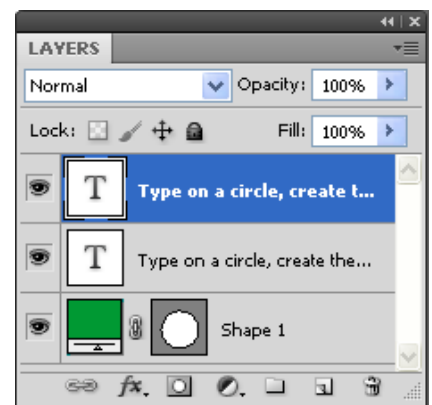 LAYERS
Normal Opacity: 100%
Lock: Fill: 100%
T Type on a circle, create t...
T Type on a circle, create the...
Shape 1
fx.